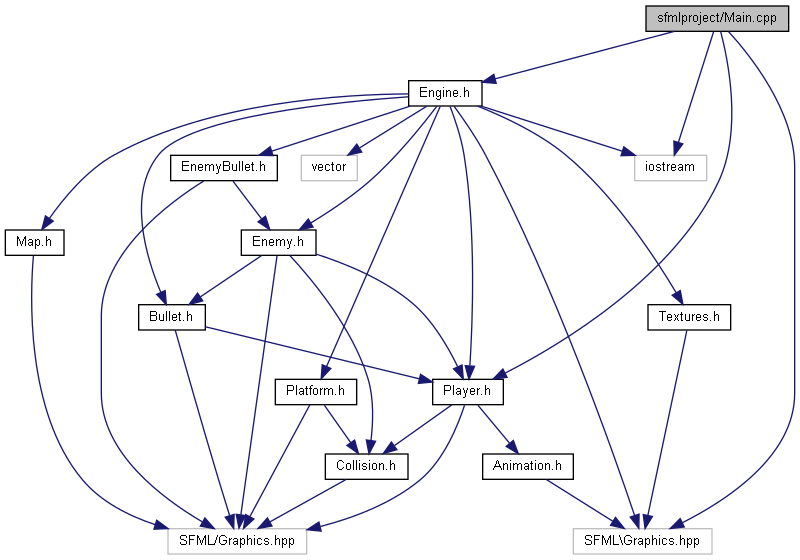 sfmlproject/Main.cpp
Engine.h
EnemyBullet.h
vector
iostream
Map.h
Enemy.h
Bullet.h
Textures.h
Platform.h
Player.h
Collision.h
Animation.h
SFML/Graphics.hpp
SFML\Graphics.hpp